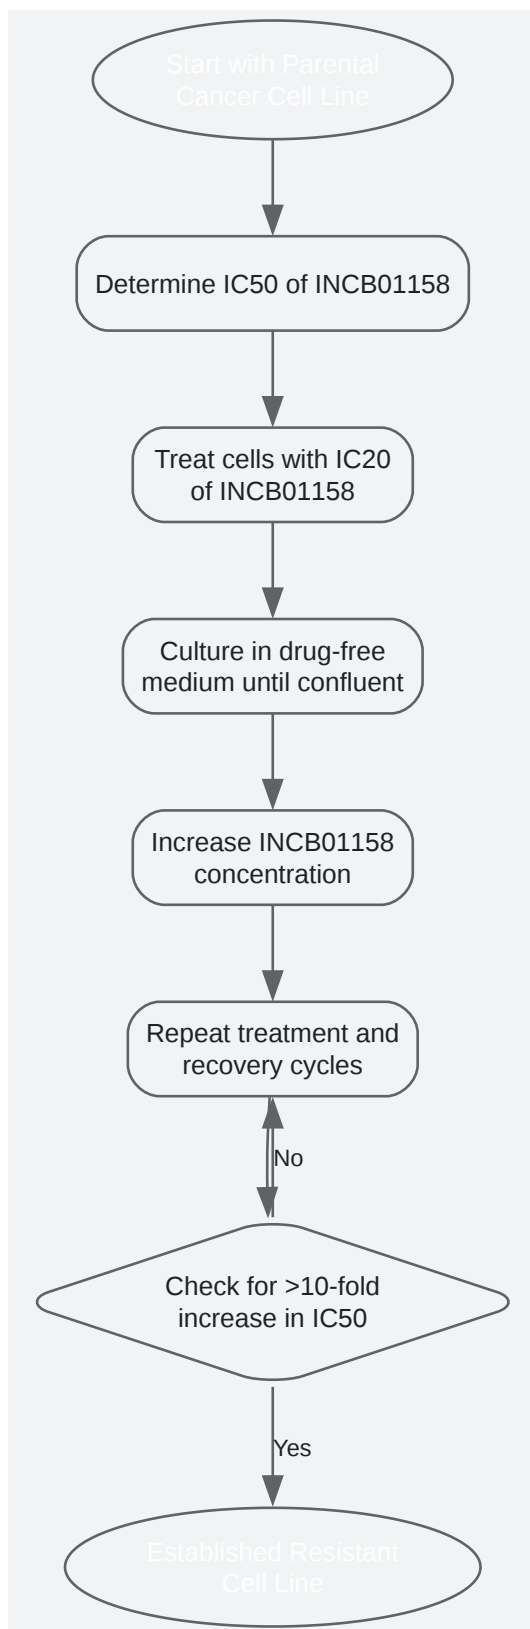 Start with Parental
Cancer Cell Line
Determine IC50 of INCB01158
Treat cells with IC20
of INCB01158
Culture in drug-free
medium until confluent
Increase INCB01158
concentration
Repeat treatment and
recovery cycles
No
Check for >10-fold
increase in IC50
Yes
Established Resistant
Cell Line